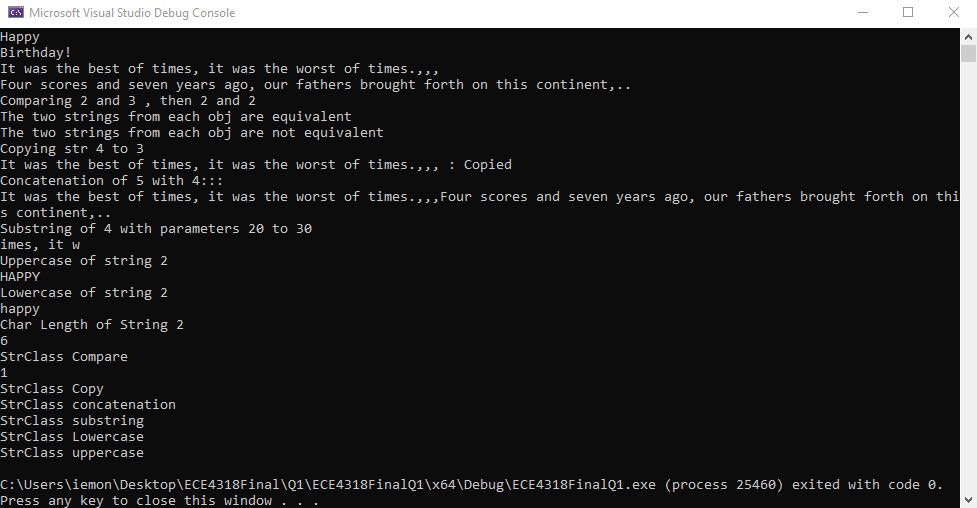 Microsoft Visual Studio Debug Console
Happy
Birthday!
It was the best of times, it was the worst of times.,,,
Four scores and seven years ago, our fathers brought forth on this continent,..
Comparing 2 and 3 , then 2 and 2
The two strings from each obj are equivalent
The two strings from each obj are not equivalent
Copying str 4 to 3
It was the best of times, it was the worst of times.,,, : Copied
Concatenation of 5 with 4:::
It was the best of times, it was the worst of times.,,,Four scores and seven years ago, our fathers brought forth on thi
s continent,..
Substring of 4 with parameters 20 to 30
imes, it w
Uppercase of string 2
HAPPY
Lowercase of string 2
happy
Char Length of String 2
6
StrClass Compare
1
StrClass Copy
StrClass concatenation
StrClass substring
StrClass Lowercase
StrClass uppercase
C:\Users\iemon\Desktop\ECE4318Final\Q1\ECE4318FinalQ1\x64\Debug\ECE4318FinalQ1.exe (process 25460) exited with code 0.
Press any key to close this window . . .